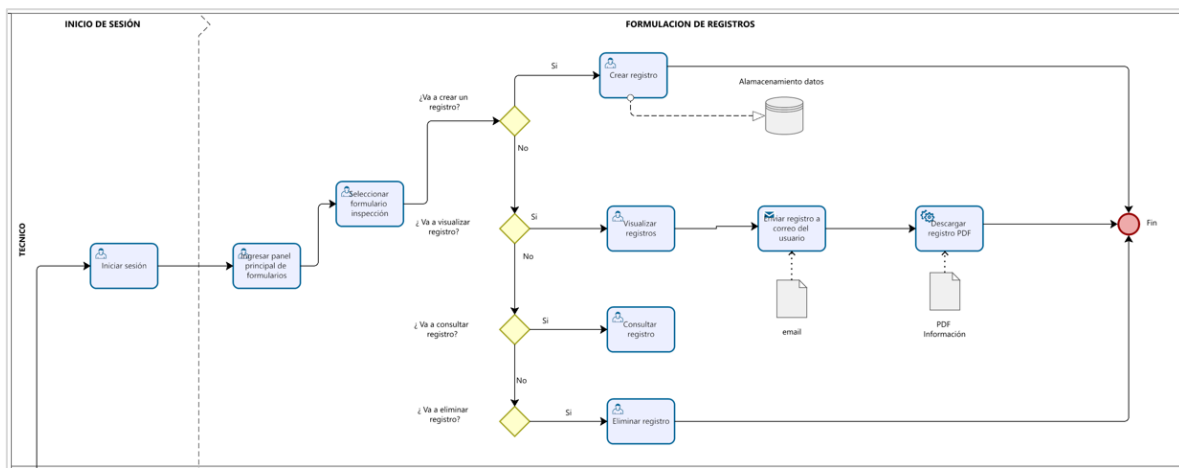 INICIO DE SESIÓN
FORMULACION DE REGISTROS
TECNICO
Iniciar sesión
Ingresar panel
principal de
formularios
Seleccionar
formulario
inspección
¿Va a crear un
registro?
Si
Crear registro
Alamacenamiento datos
No
¿ Va a visualizar
registro?
Si
Visualizar
registros
Enviar registro a
correo del
usuario
email
Descargar
registro PDF
PDF
Información
Fin
No
¿ Va a consultar
registro?
Si
Consultar
registro
No
¿ Va a eliminar
registro?
Si
Eliminar registro